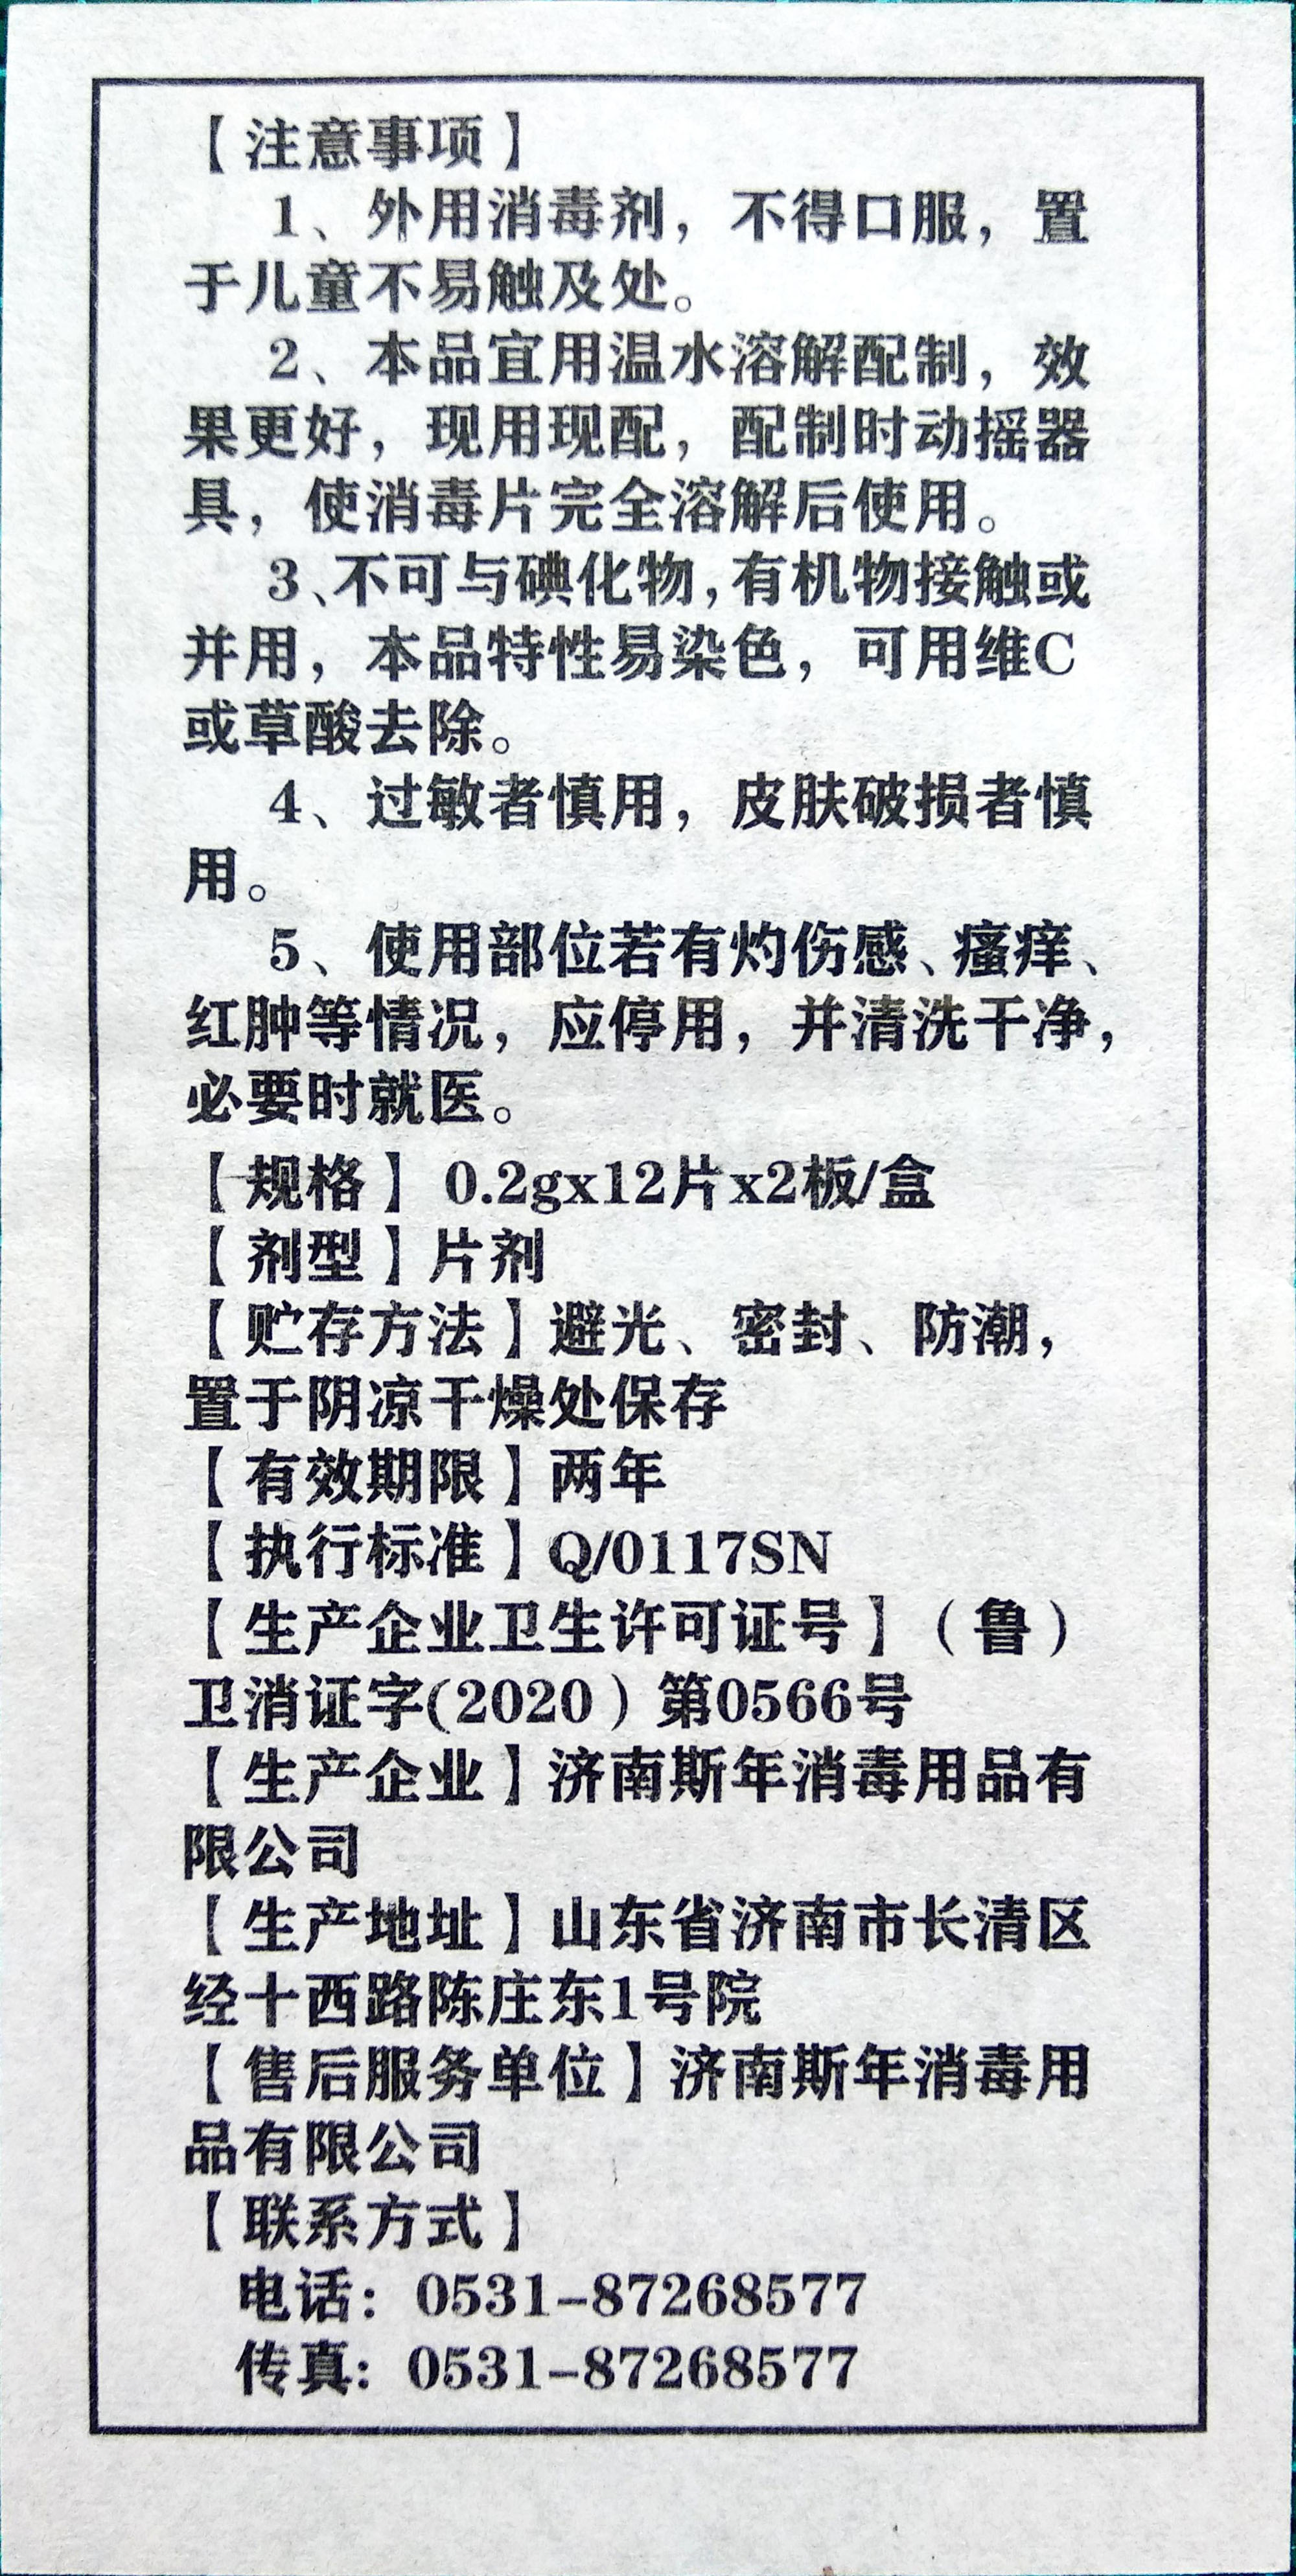 【注意事项】
1、外用消毒剂，不得口服，置
于儿童不易触及处。
2、本品宜用温水溶解配制，效
果更好，现用现配，配制时动摇器
具，使消毒片完全溶解后使用。
3、不可与碘化物,有机物接触或
并用，本品特性易染色，可用维C
或草酸去除。
4、过敏者慎用，皮肤破损者慎
用。
5、使用部位若有灼伤感、瘙痒、
红肿等情况，应停用，并清洗干净，
必要时就医。
【规格】 0.2gx12片x2板/盒
【剂型】片剂
【贮存方法】避光、密封、防潮，
置于阴凉干燥处保存
【有效期限】两年
【执行标准】Q/0117SN
【生产企业卫生许可证号】（鲁）
卫消证字(2020）第0566号
【生产企业】济南斯年消毒用品有
限公司
【生产地址】山东省济南市长清区
经十西路陈庄东1号院
【售后服务单位】济南斯年消毒用
品有限公司
【联系方式】
电话：0531-87268577
传真：0531-87268577